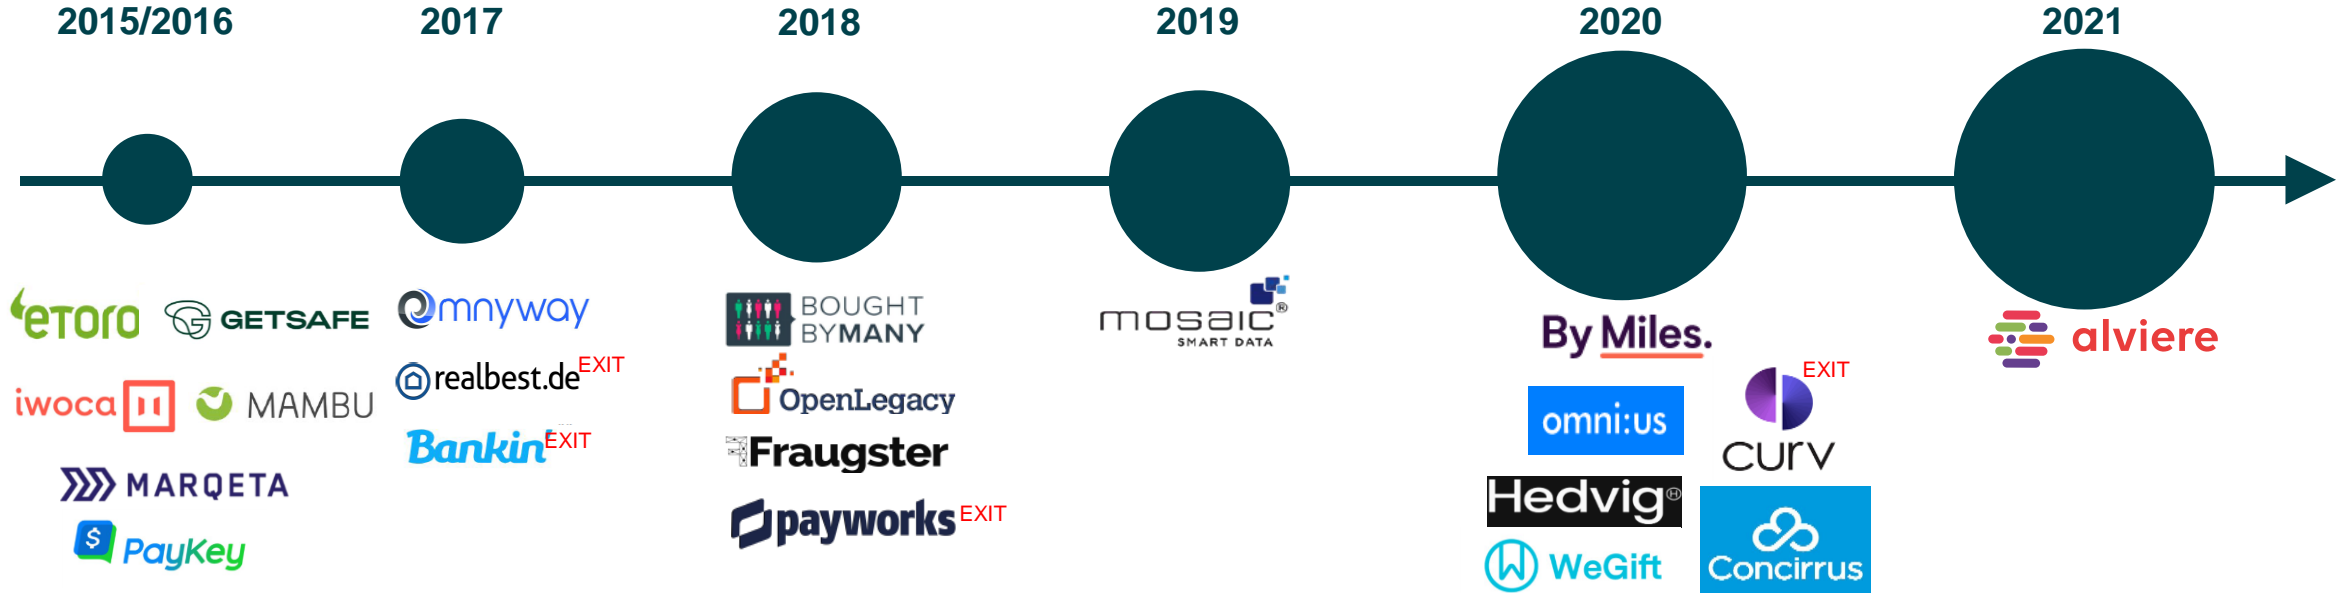 2015/2016
2017
2018
2019
2020
2021
eToro
GETSAFE
iwoca
MAMBU
MARQETA
$
PayKey
Omnyway
realbest.de
EXIT
Bankin'
EXIT
BOUGHT
BYMANY
OpenLegacy
Fraugster
payworks
EXIT
mosaic®
SMART DATA
By Miles.
omni:us
EXIT
curv
Hedvig Ⓗ
WeGift
Concirrus
alviere